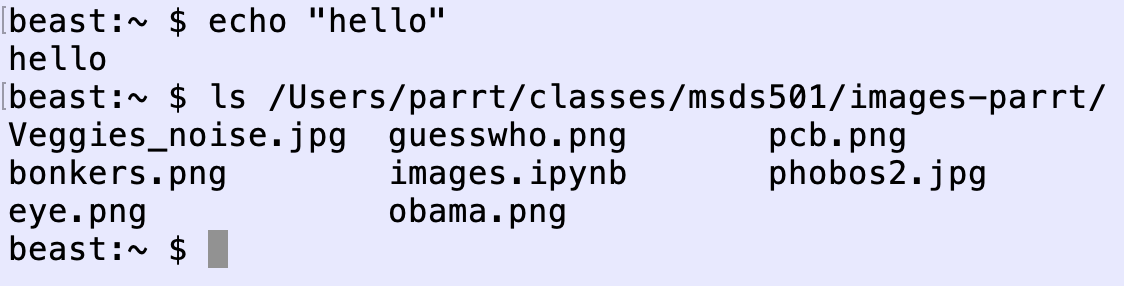 beast:~ $ echo "hello"
hello
beast:~ $ ls /Users/parrt/classes/msds501/images-parrt/
Veggies_noise.jpg  guesswho.png       pcb.png
bonkers.png        images.ipynb       phobos2.jpg
eye.png            obama.png
beast:~ $